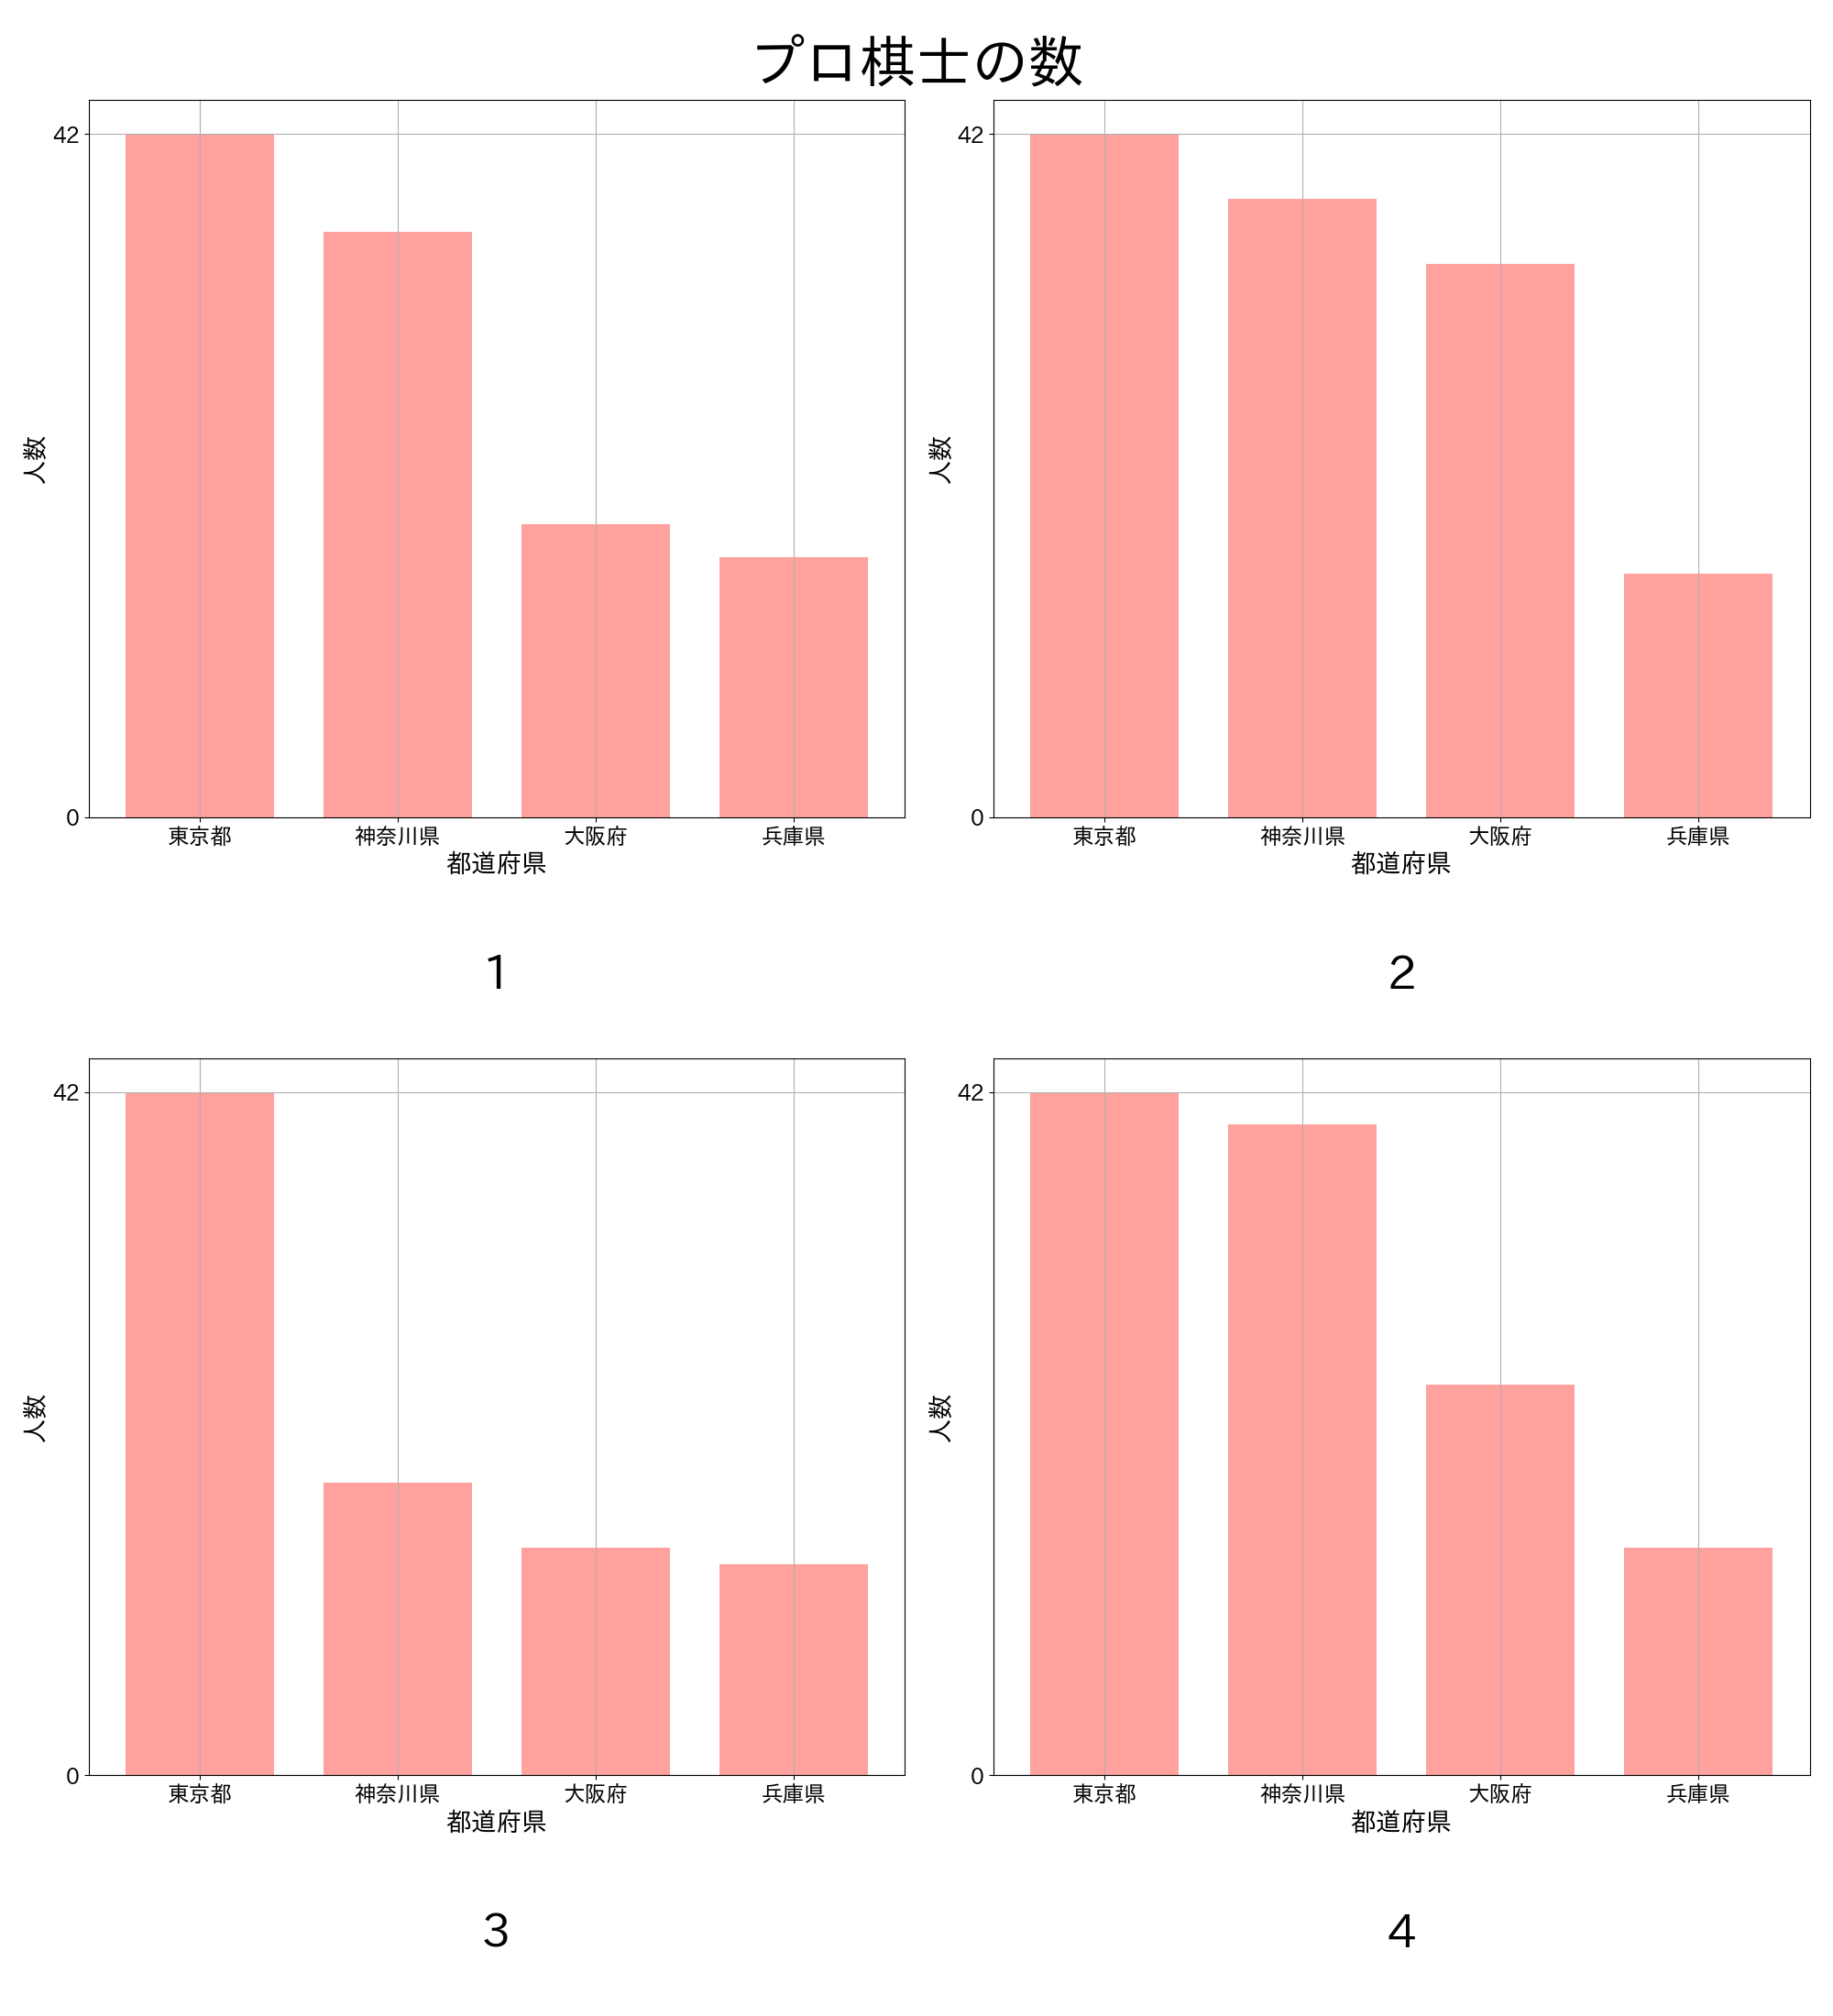 プロ棋士の数
42
0
人数
東京都 神奈川県 大阪府 兵庫県
都道府県
1
42
0
人数
東京都 神奈川県 大阪府 兵庫県
都道府県
2
42
0
人数
東京都 神奈川県 大阪府 兵庫県
都道府県
3
42
0
人数
東京都 神奈川県 大阪府 兵庫県
都道府県
4